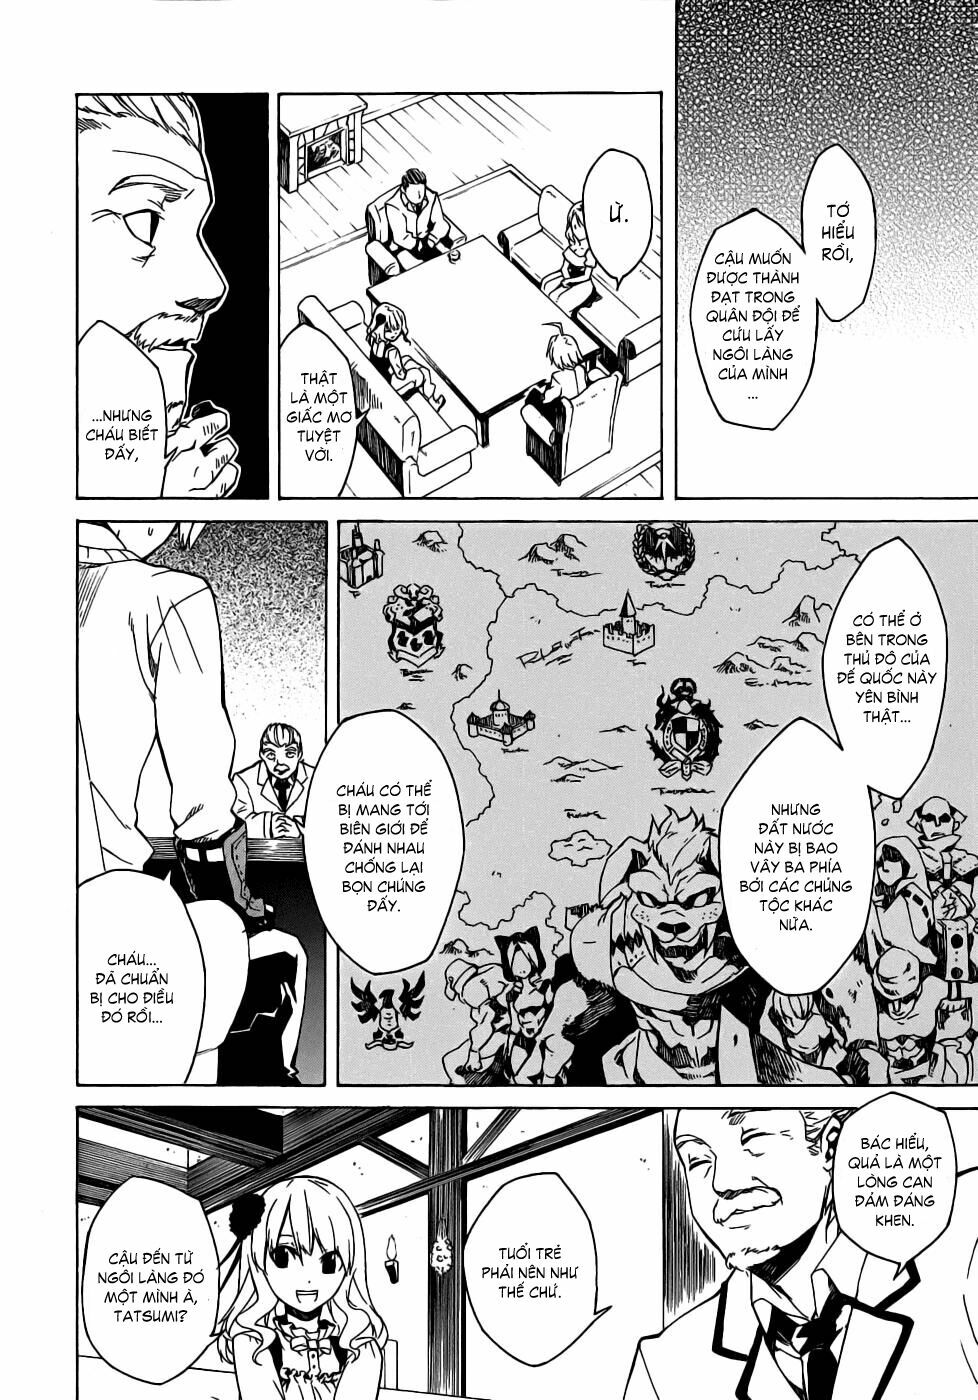 TỚ
HIỂU
RỒI,
CẬU MUỐN
ĐƯỢC THÀNH
ĐẠT TRONG
QUÂN ĐỘI ĐỂ
CỨU LẤY
NGÔI LÀNG
CỦA MÌNH
...
Ừ.
THẬT
LÀ MỘT
GIẤC MƠ
TUYỆT
VỜI.
...NHƯNG
CHÁU BIẾT
ĐẤY,
CÓ THỂ Ở
BÊN TRONG
THỦ ĐÔ CỦA
ĐẾ QUỐC NÀY
YÊN BÌNH
THẬT...
NHƯNG
ĐẤT NƯỚC
NÀY BỊ BAO
VÂY BA PHÍA
BỞI CÁC CHỦNG
TỘC KHÁC
NỮA.
CHÁU CÓ THỂ
BỊ MANG TỚI
BIÊN GIỚI ĐỂ
ĐÁNH NHAU
CHỐNG LẠI
BỌN CHÚNG
ĐẤY.
CHÁU...
ĐÃ CHUẨN
BỊ CHO ĐIỀU
ĐÓ RỒI...
BÁC HIỂU,
QUẢ LÀ MỘT
LÒNG CAN
ĐẢM ĐÁNG
KHEN.
TUỔI TRẺ
PHẢI NÊN NHƯ
THẾ CHỨ.
CẬU ĐẾN TỪ
NGÔI LÀNG ĐÓ
MỘT MÌNH À,
TATSUMI?